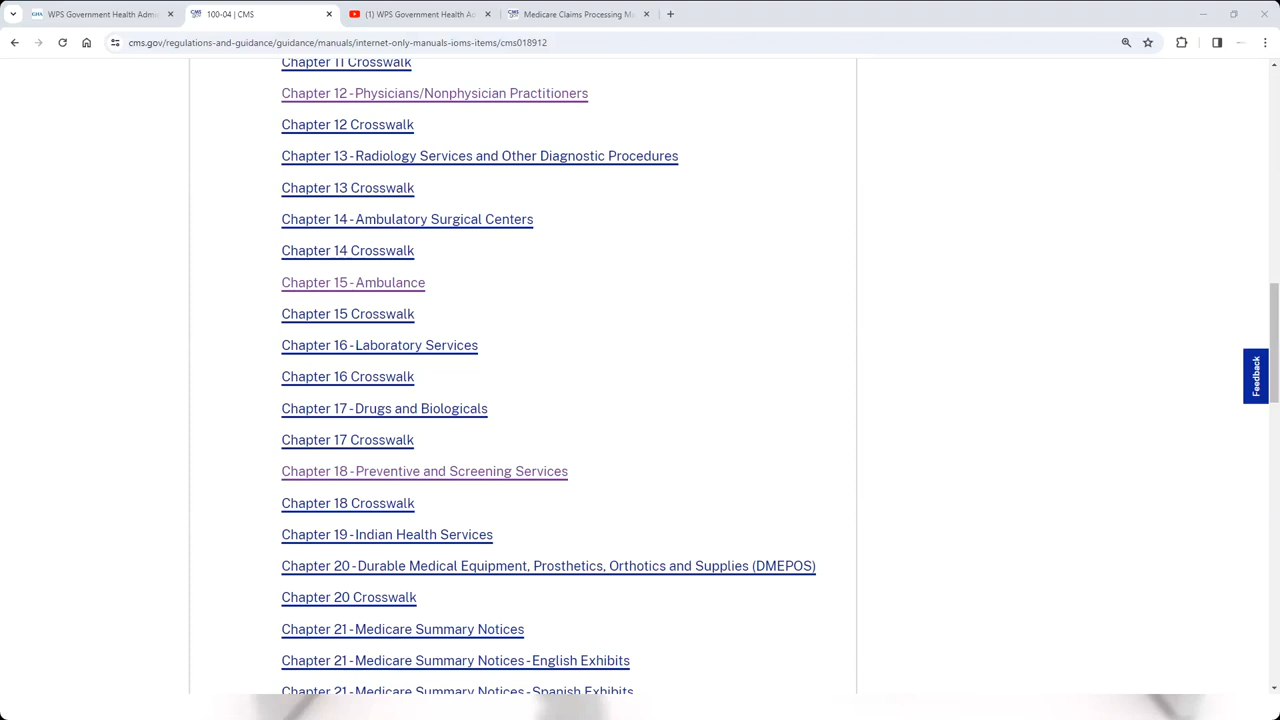 WPS Government Health Admi
100-04 | CMS
(1) WPS Government Health Ad
Medicare Claims Processing Ma
cms.gov/regulations-and-guidance/guidance/manuals/internet-only-manuals-ioms-items/cms018912
Chapter 11 Crosswalk
Chapter 12 - Physicians/Nonphysician Practitioners
Chapter 12 Crosswalk
Chapter 13 - Radiology Services and Other Diagnostic Procedures
Chapter 13 Crosswalk
Chapter 14 - Ambulatory Surgical Centers
Chapter 14 Crosswalk
Chapter 15 - Ambulance
Chapter 15 Crosswalk
Chapter 16 - Laboratory Services
Chapter 16 Crosswalk
Chapter 17 - Drugs and Biologicals
Chapter 17 Crosswalk
Chapter 18 - Preventive and Screening Services
Chapter 18 Crosswalk
Chapter 19 - Indian Health Services
Chapter 20 - Durable Medical Equipment, Prosthetics, Orthotics and Supplies (DMEPOS)
Chapter 20 Crosswalk
Chapter 21 - Medicare Summary Notices
Chapter 21 - Medicare Summary Notices - English Exhibits
Chapter 21 - Medicare Summary Notices - Spanish Exhibits
Feedback